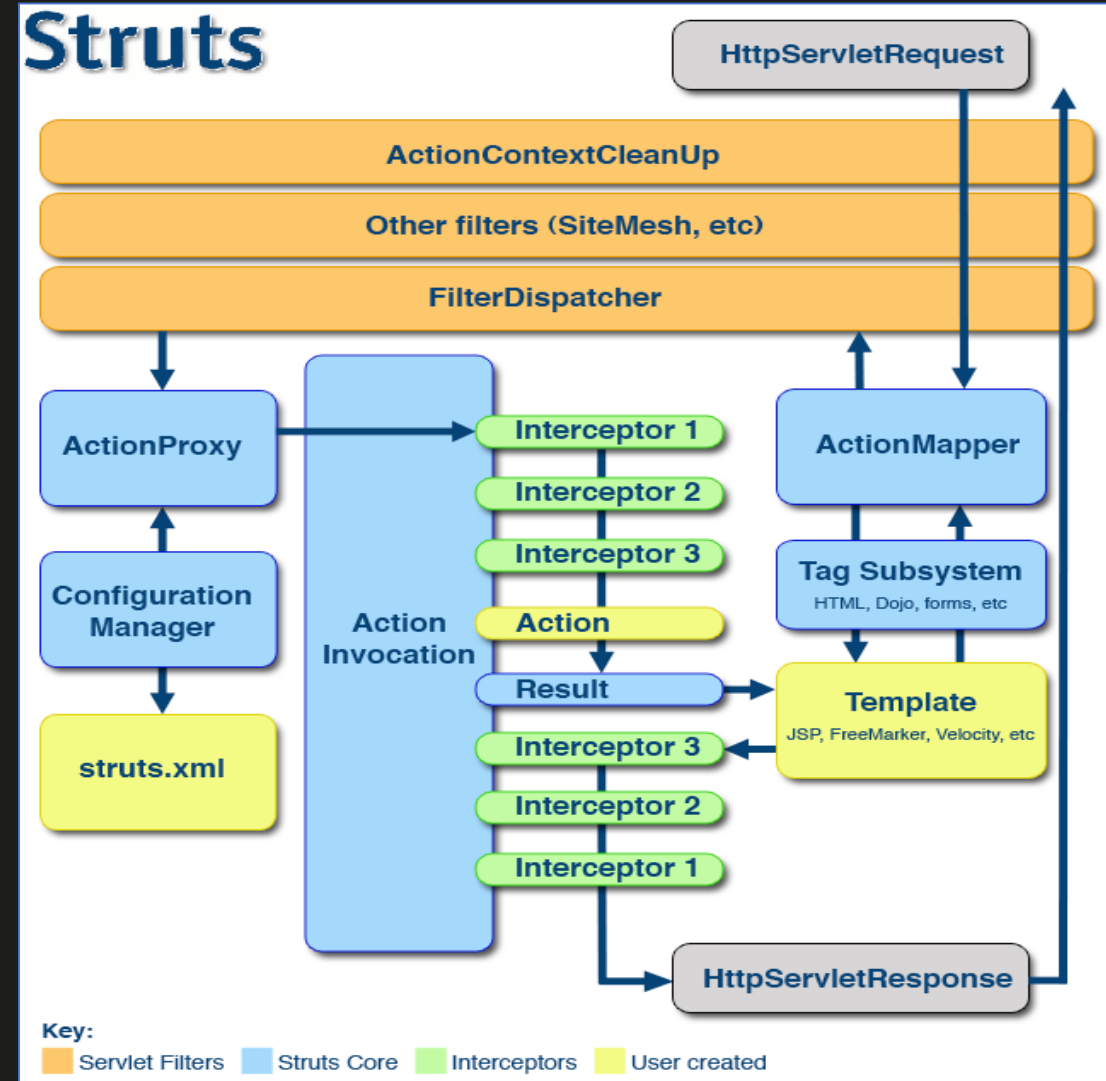 Struts
HttpServletRequest
ActionContextCleanUp
Other filters (SiteMesh, etc)
FilterDispatcher
ActionProxy
Interceptor 1
ActionMapper
Interceptor 2
Interceptor 3
Tag Subsystem
HTML, Dojo, forms, etc
Configuration
Manager
Action
Invocation
Action
Result
Template
JSP, FreeMarker, Velocity, etc
struts.xml
Interceptor 3
Interceptor 2
Interceptor 1
HttpServletResponse
Key:
Servlet Filters
Struts Core
Interceptors
User created